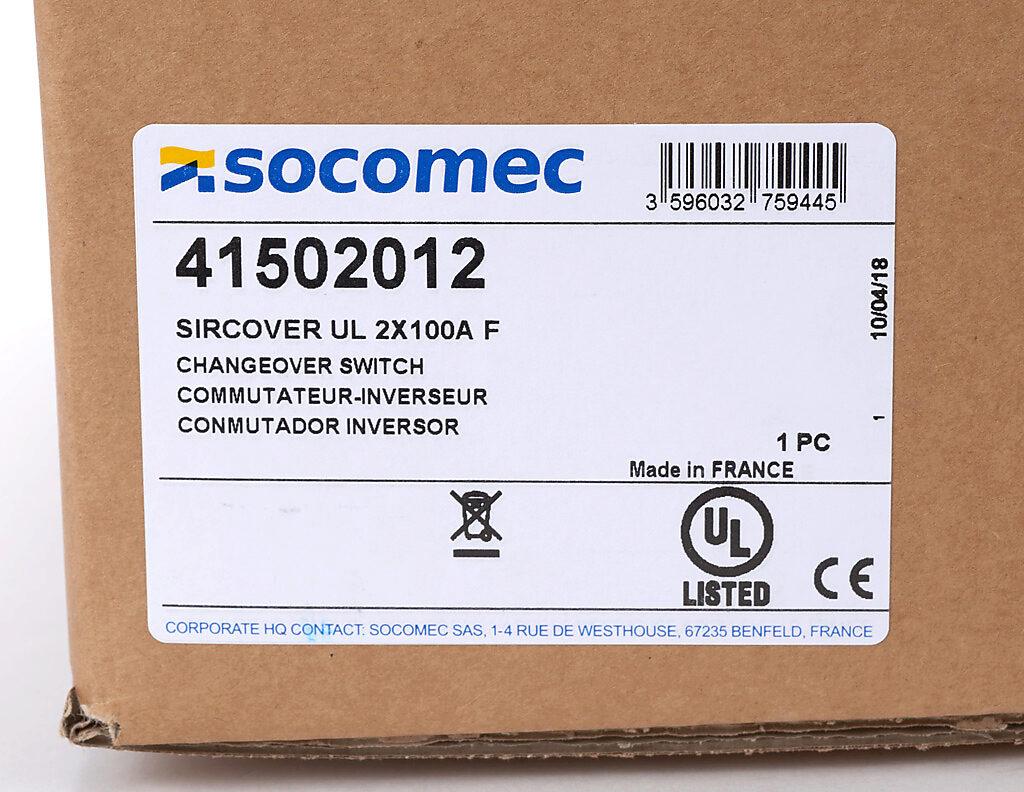 socomec
3 596032 759445
41502012
10/04/18
SIRCOVER UL 2X100A F
CHANGEOVER SWITCH
COMMUTATEUR-INVERSEUR
CONMUTADOR INVERSOR
1
1 PC
Made in FRANCE
UL
LISTED
CE
CORPORATE HQ CONTACT: SOCOMEC SAS, 1-4 RUE DE WESTHOUSE, 67235 BENFELD, FRANCE